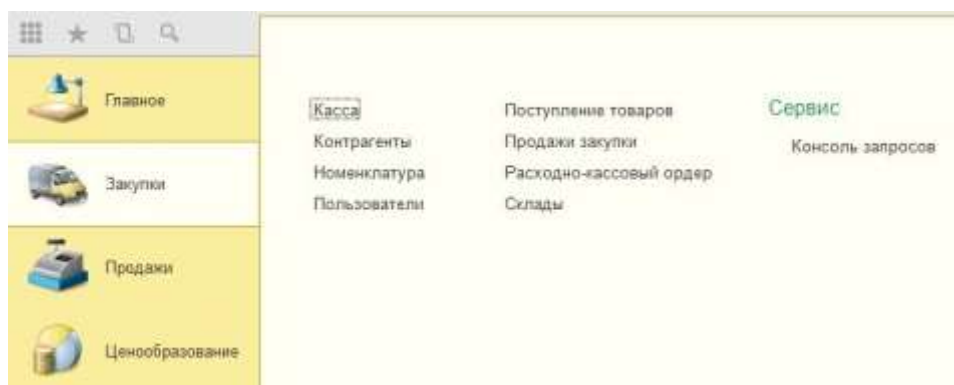 Главное
Закупки
Продажи
Ценообразование
Касса
Контрагенты
Номенклатура
Пользователи
Поступление товаров
Продажи закупки
Расходно-кассовый ордер
Склады
Сервис
Консоль запросов